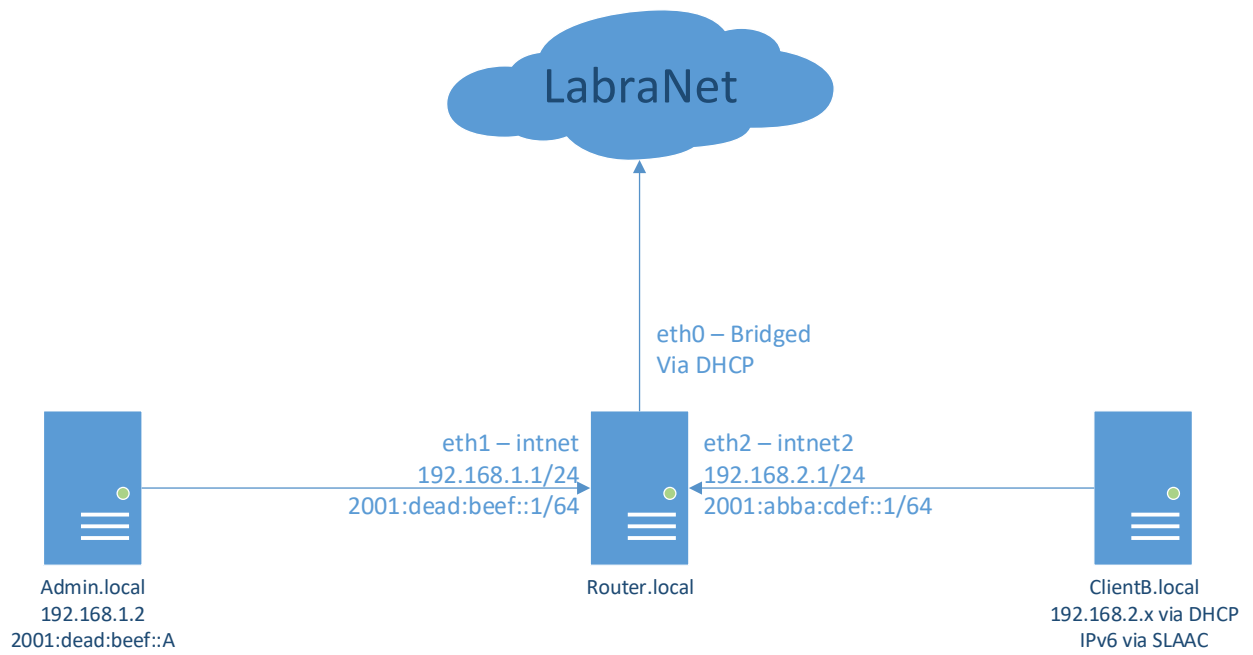 LabraNet
eth0 – Bridged
Via DHCP
eth1 – intnet
192.168.1.1/24
2001:dead:beef::1/64
eth2 – intnet2
192.168.2.1/24
2001:abba:cdef::1/64
Admin.local
192.168.1.2
2001:dead:beef::A
Router.local
ClientB.local
192.168.2.x via DHCP
IPv6 via SLAAC